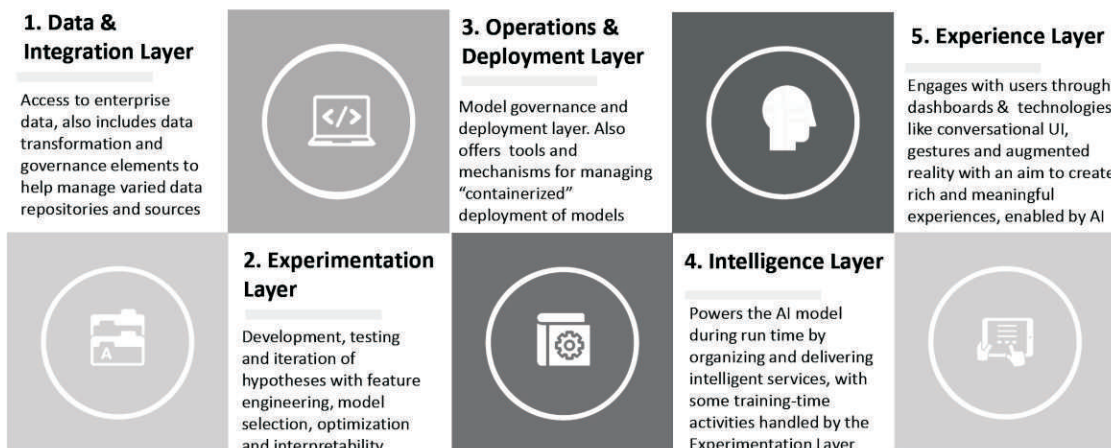 1. Data &
Integration Layer
Access to enterprise
data, also includes data
transformation and
governance elements to
help manage varied data
repositories and sources
2. Experimentation
Layer
Development, testing
and iteration of
hypotheses with feature
engineering, model
selection, optimization
and interpretability
3. Operations &
Deployment Layer
Model governance and
deployment layer. Also
offers tools and
mechanisms for managing
“containerized”
deployment of models
4. Intelligence Layer
Powers the AI model
during run time by
organizing and delivering
intelligent services, with
some training-time
activities handled by the
Experimentation Layer
5. Experience Layer
Engages with users through
dashboards & technologies
like conversational UI,
gestures and augmented
reality with an aim to create
rich and meaningful
experiences, enabled by AI
</>
A